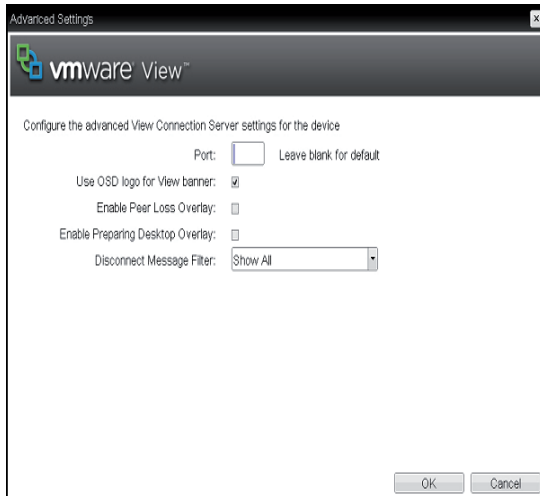 Advanced Settings
vmware View™
Configure the advanced View Connection Server settings for the device
Port: Leave blank for default
Use OSD logo for View banner:
Enable Peer Loss Overlay:
Enable Preparing Desktop Overlay:
Disconnect Message Filter: Show All
OK Cancel